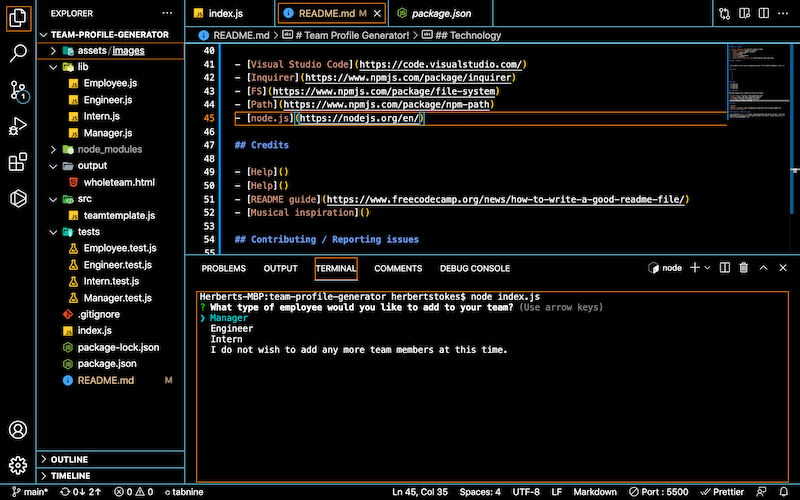 EXPLORER
TEAM-PROFILE-GENERATOR
assets / images
lib
Employee.js
Engineer.js
Intern.js
Manager.js
node_modules
output
wholeteam.html
src
teamtemplate.js
tests
Employee.test.js
Engineer.test.js
Intern.test.js
Manager.test.js
.gitignore
index.js
package-lock.json
package.json
README.md M
OUTLINE
TIMELINE
1
index.js
README.md M
package.json
README.md > # Team Profile Generator! > ## Technology
40
41 - [Visual Studio Code](https://code.visualstudio.com/)
42 - [Inquirer](https://www.npmjs.com/package/inquirer)
43 - [FS](https://www.npmjs.com/package/file-system)
44 - [Path](https://www.npmjs.com/package/npm-path)
45 - [node.js](https://nodejs.org/en/)
46
47 ## Credits
48
49 - [Help]()
50 - [Help]()
51 - [README guide](https://www.freecodecamp.org/news/how-to-write-a-good-readme-file/)
52 - [Musical inspiration]()
53
54 ## Contributing / Reporting issues
55
PROBLEMS OUTPUT TERMINAL COMMENTS DEBUG CONSOLE
node
Herberts-MBP:team-profile-generator herbertstokes$ node index.js
? What type of employee would you like to add to your team? (Use arrow keys)
❯ Manager
Engineer
Intern
I do not wish to add any more team members at this time.
main* 0↓ 2↑ 0 0 tabnine Ln 45, Col 35 Spaces: 4 UTF-8 LF Markdown Port : 5500 Prettier